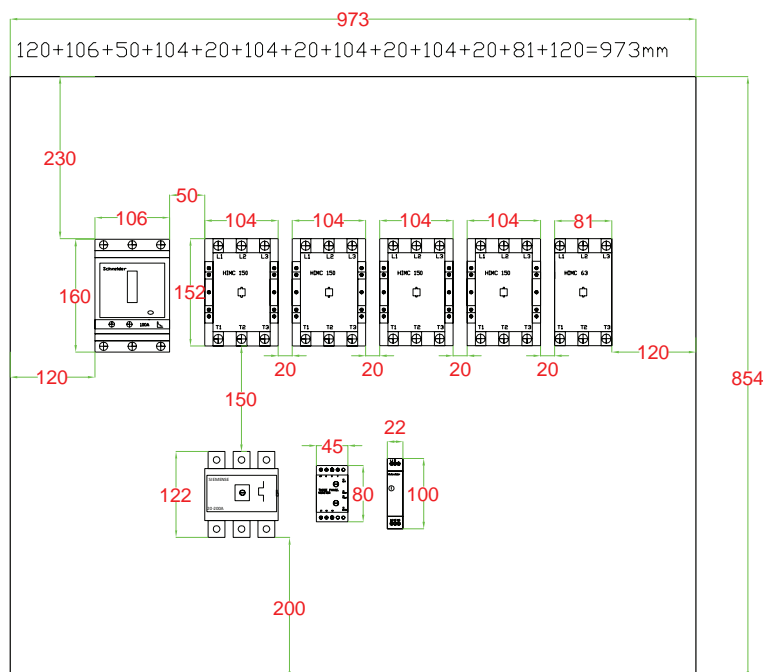 973
120+106+50+104+20+104+20+104+20+104+20+81+120=973mm
230
50
106
104
104
104
104
81
L1 L2 L3
L1 L2 L3
L1 L2 L3
L1 L2 L3
L1 L2 L3
Schneider
HIMC 150
HIMC 150
HIMC 150
HIMC 150
HIMC 63
160
152
100A
T1 T2 T3
T1 T2 T3
T1 T2 T3
T1 T2 T3
T1 T2 T3
120
20
20
20
20
120
854
150
22
45
122
80
100
200